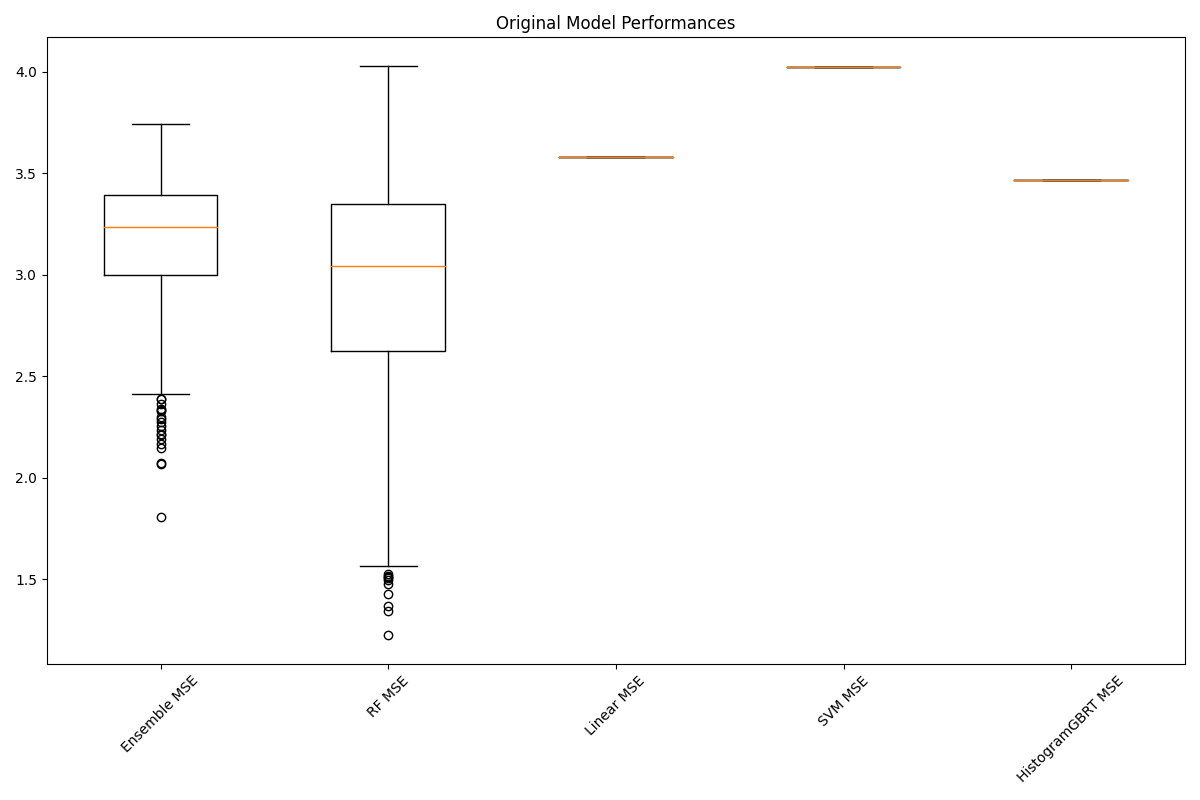 Original Model Performances
4.0
3.5
3.0
2.5
2.0
1.5
Ensemble MSE
RF MSE
Linear MSE
SVM MSE
HistogramGBRT MSE